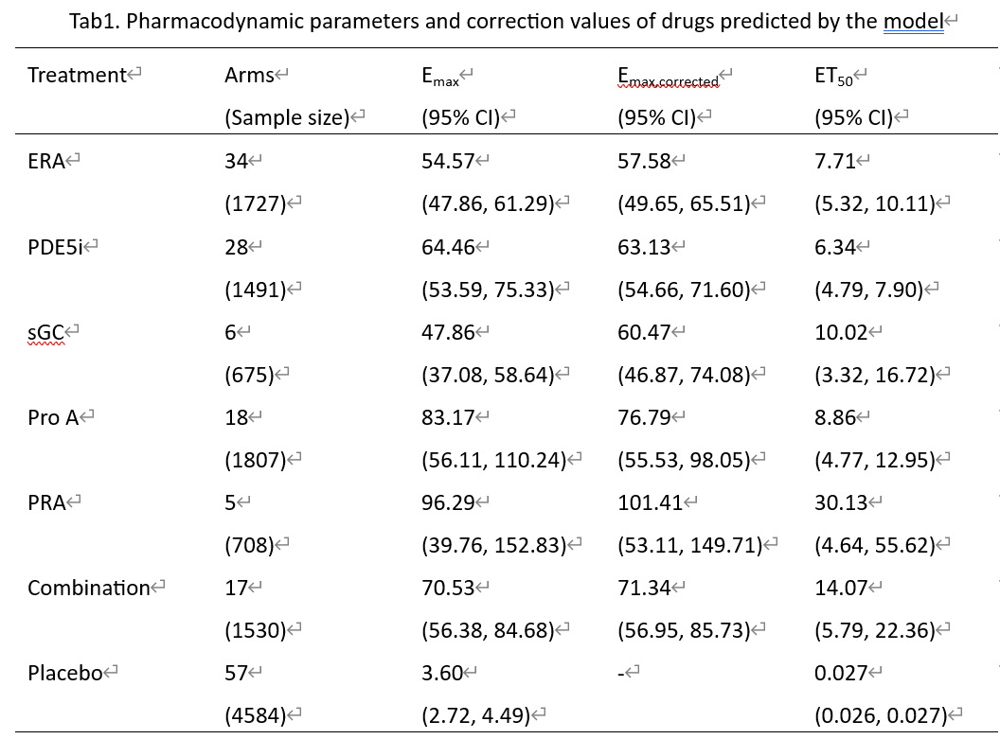 Tab1. Pharmacodynamic parameters and correction values of drugs predicted by the model↵
Treatment↵ Arms↵ Emax↵ Emax,corrected↵ ET50↵
(Sample size)↵ (95% CI)↵ (95% CI)↵ (95% CI)↵
ERA↵ 34↵ 54.57↵ 57.58↵ 7.71↵
(1727)↵ (47.86, 61.29)↵ (49.65, 65.51)↵ (5.32, 10.11)↵
PDE5i↵ 28↵ 64.46↵ 63.13↵ 6.34↵
(1491)↵ (53.59, 75.33)↵ (54.66, 71.60)↵ (4.79, 7.90)↵
sGC↵ 6↵ 47.86↵ 60.47↵ 10.02↵
(675)↵ (37.08, 58.64)↵ (46.87, 74.08)↵ (3.32, 16.72)↵
Pro A↵ 18↵ 83.17↵ 76.79↵ 8.86↵
(1807)↵ (56.11, 110.24)↵ (55.53, 98.05)↵ (4.77, 12.95)↵
PRA↵ 5↵ 96.29↵ 101.41↵ 30.13↵
(708)↵ (39.76, 152.83)↵ (53.11, 149.71)↵ (4.64, 55.62)↵
Combination↵ 17↵ 70.53↵ 71.34↵ 14.07↵
(1530)↵ (56.38, 84.68)↵ (56.95, 85.73)↵ (5.79, 22.36)↵
Placebo↵ 57↵ 3.60↵ -↵ 0.027↵
(4584)↵ (2.72, 4.49)↵ (0.026, 0.027)↵